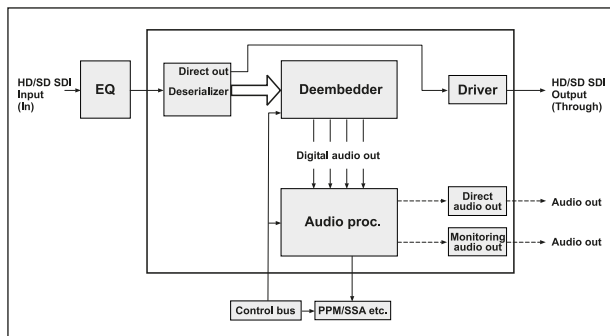 HD/SD SDI
Input
(In)
EQ
Direct out
Deserializer
Deembedder
Driver
HD/SD SDI
Output
(Through)
Digital audio out
Audio proc.
Direct
audio out
Audio out
Monitoring
audio out
Audio out
Control bus
PPM/SSA etc.